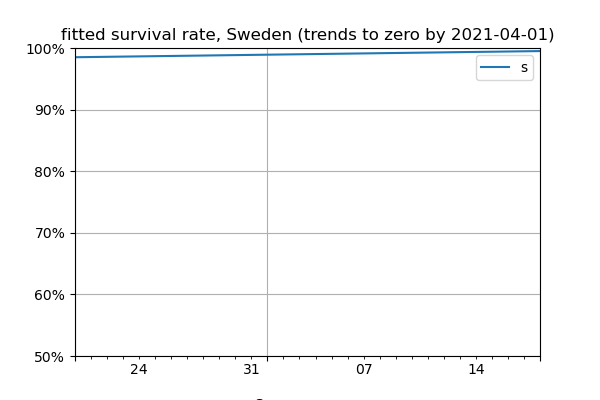 fitted survival rate, Sweden (trends to zero by 2021-04-01)
100%
s
90%
80%
70%
60%
50%
24 31 07 14